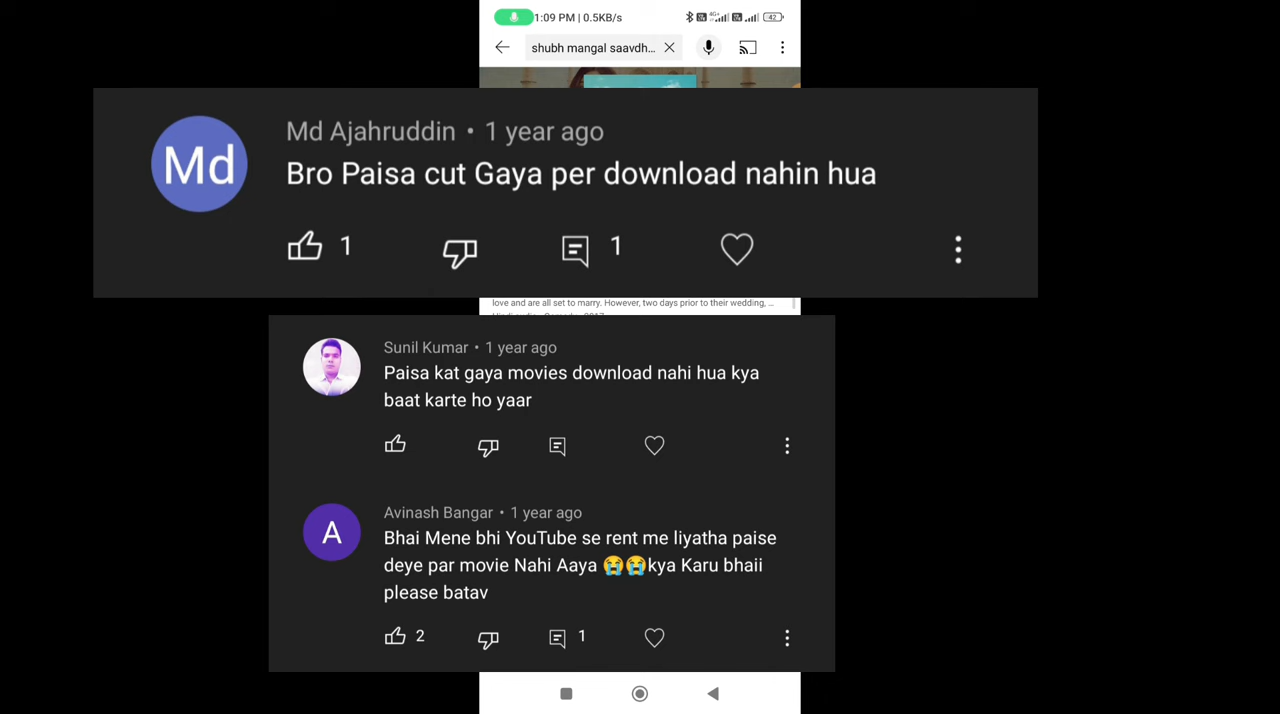 1:09 PM | 0.5KB/s
4G+
42
shubh mangal saavdh...
Md
Md Ajahruddin • 1 year ago
Bro Paisa cut Gaya per download nahin hua
1
1
love and are all set to marry. However, two days prior to their wedding, ...
Sunil Kumar • 1 year ago
Paisa kat gaya movies download nahi hua kya
baat karte ho yaar
A
Avinash Bangar • 1 year ago
Bhai Mene bhi YouTube se rent me liyatha paise
deye par movie Nahi Aaya 😭😭kya Karu bhaii
please batav
2
1